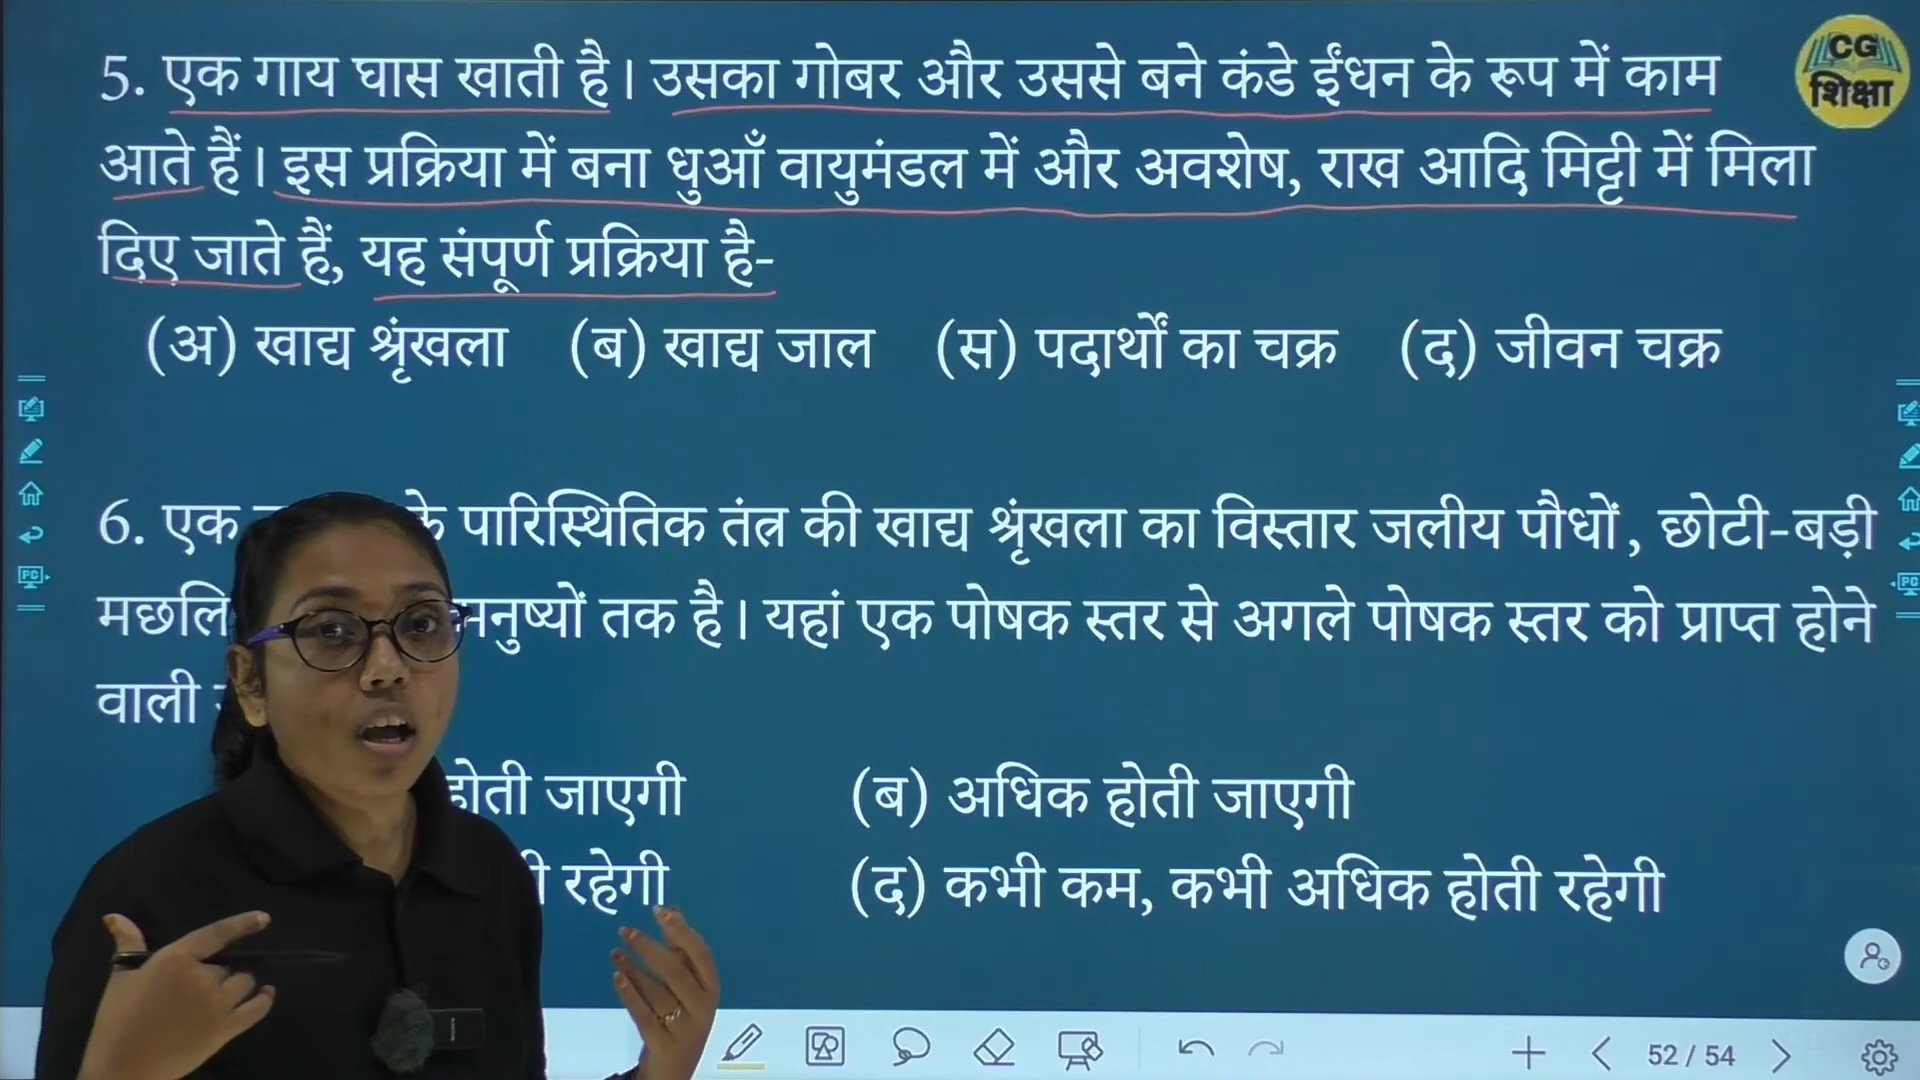 5. एक गाय घास खाती है। उसका गोबर और उससे बने कंडे ईंधन के रूप में काम
आते हैं। इस प्रक्रिया में बना धुआँ वायुमंडल में और अवशेष, राख आदि मिट्टी में मिला
दिए जाते हैं, यह संपूर्ण प्रक्रिया है-
(अ) खाद्य श्रृंखला (ब) खाद्य जाल (स) पदार्थों का चक्र (द) जीवन चक्र
6. एक के पारिस्थितिक तंत्र की खाद्य श्रृंखला का विस्तार जलीय पौधों, छोटी-बड़ी
मनुष्यों तक है। यहां एक पोषक स्तर से अगले पोषक स्तर को प्राप्त होने
वाली
होती जाएगी (ब) अधिक होती जाएगी
रहेगी (द) कभी कम, कभी अधिक होती रहेगी
CG
शिक्षा
PC
PC
52 / 54